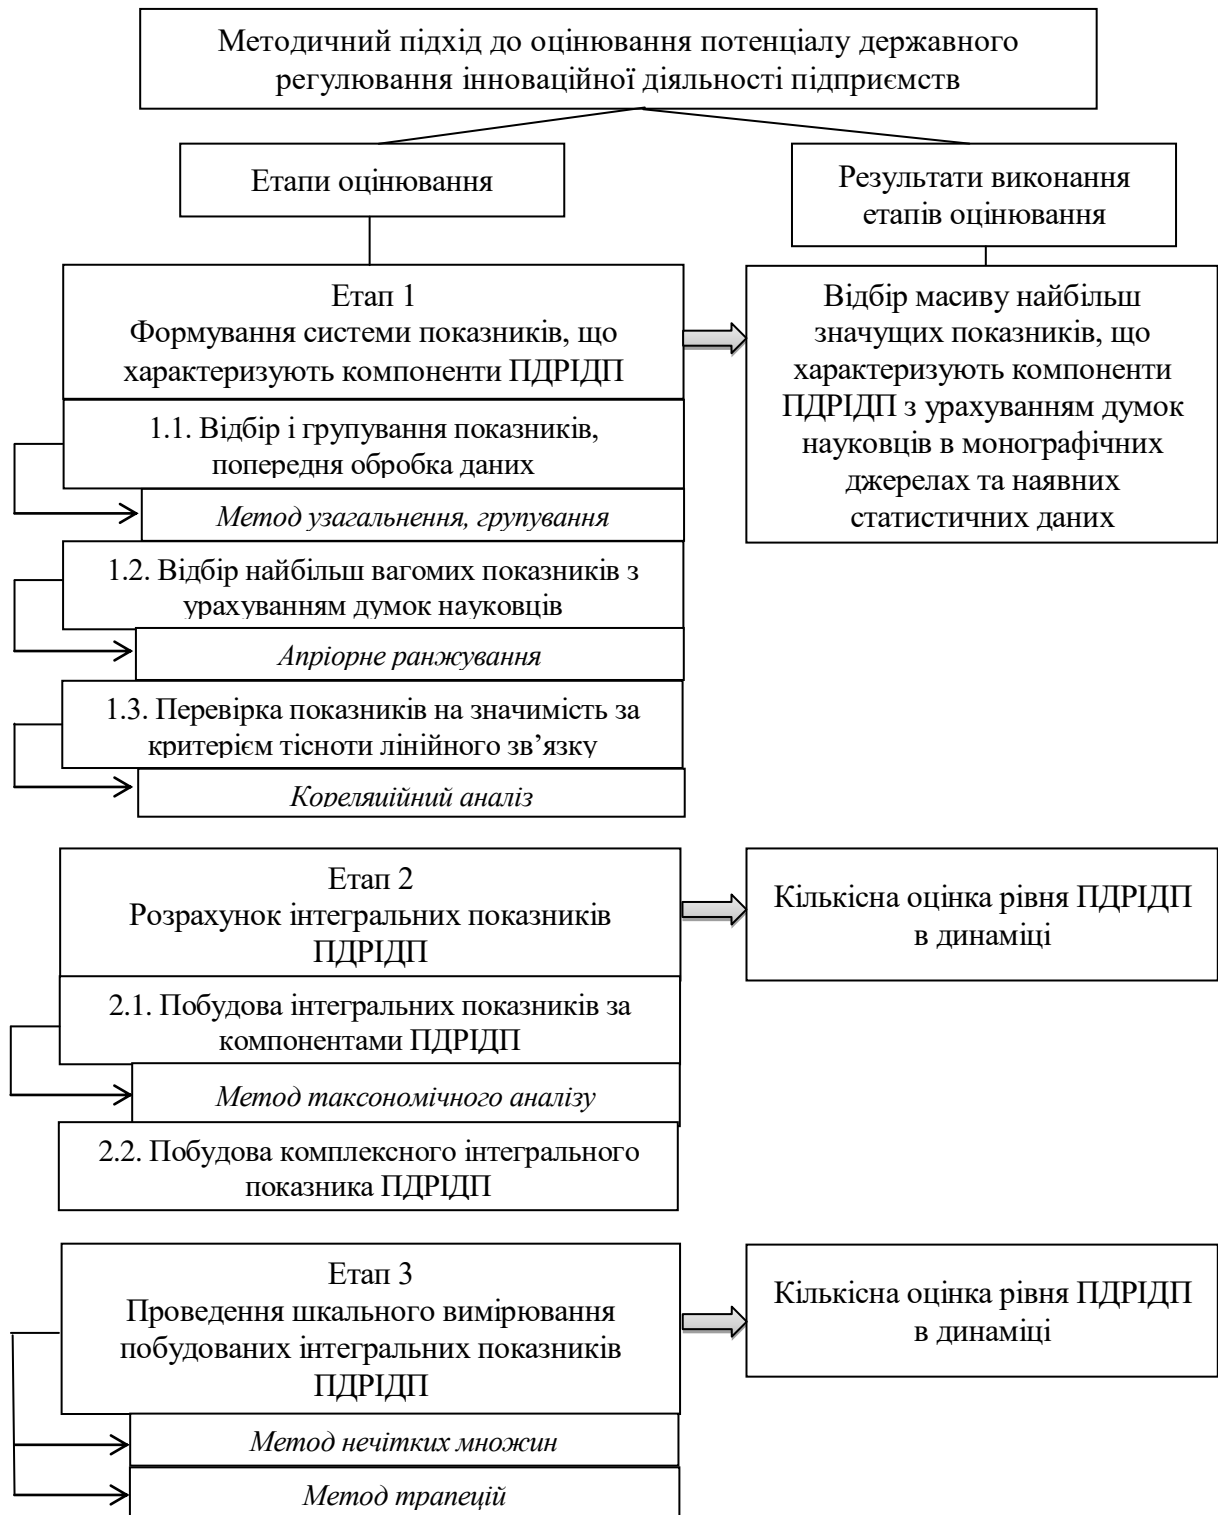 Методичний підхід до оцінювання потенціалу державного
регулювання інноваційної діяльності підприємств
Етапи оцінювання
Результати виконання
етапів оцінювання
Етап 1
Формування системи показників, що
характеризують компоненти ПДРІДП
Відбір масиву найбільш
значущих показників, що
характеризують компоненти
ПДРІДП з урахуванням думок
науковців в монографічних
джерелах та наявних
статистичних даних
1.1. Відбір і групування показників,
попередня обробка даних
Метод узагальнення, групування
1.2. Відбір найбільш вагомих показників з
урахуванням думок науковців
Апріорне ранжування
1.3. Перевірка показників на значимість за
критерієм тісноти лінійного зв’язку
Кореляційний аналіз
Етап 2
Розрахунок інтегральних показників
ПДРІДП
Кількісна оцінка рівня ПДРІДП
в динаміці
2.1. Побудова інтегральних показників за
компонентами ПДРІДП
Метод таксономічного аналізу
2.2. Побудова комплексного інтегрального
показника ПДРІДП
Етап 3
Проведення шкального вимірювання
побудованих інтегральних показників
ПДРІДП
Кількісна оцінка рівня ПДРІДП
в динаміці
Метод нечітких множин
Метод трапецій